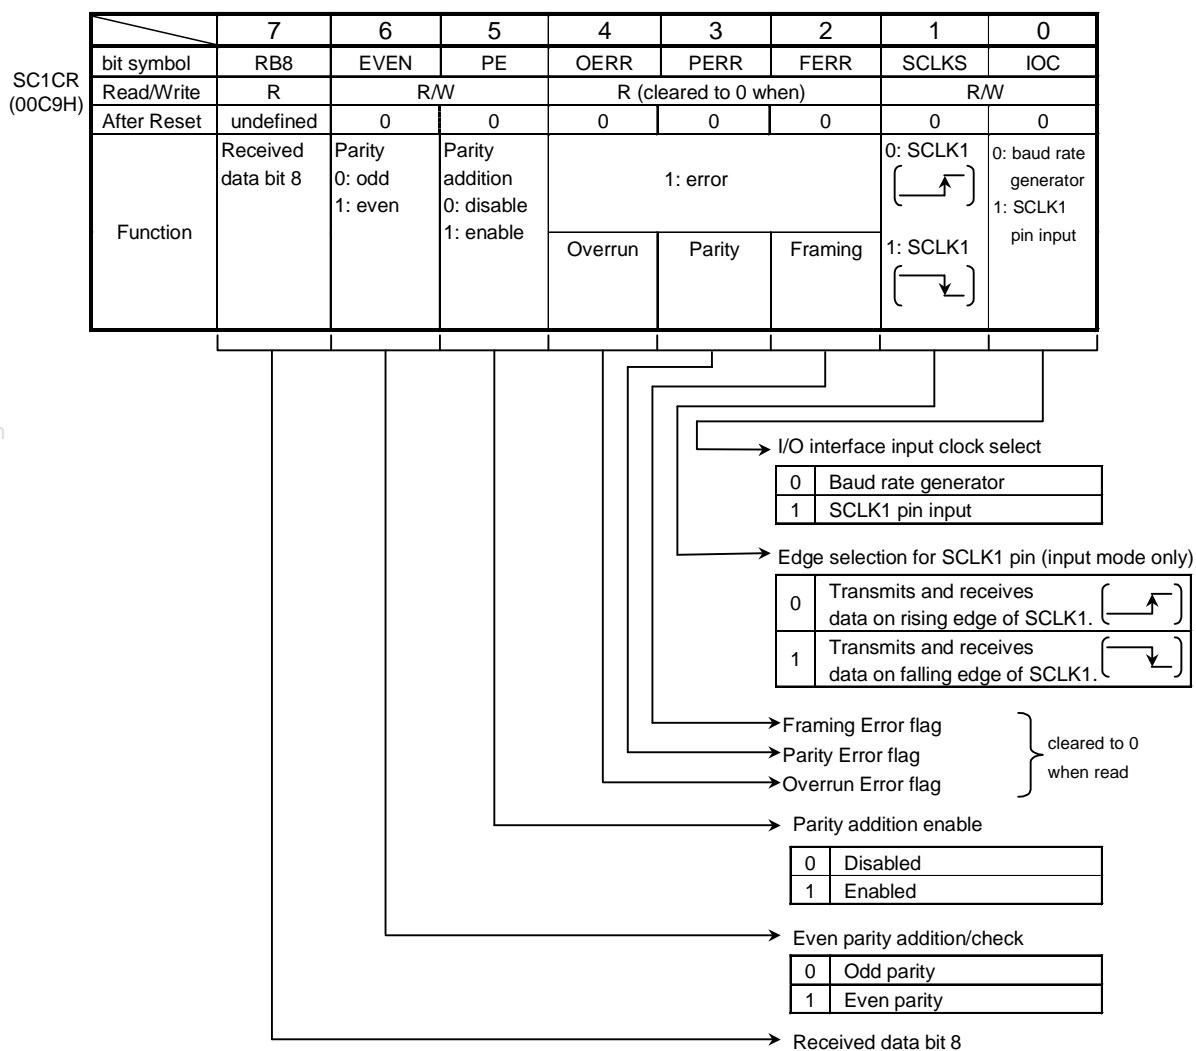 7 6 5 4 3 2 1 0
bit symbol RB8 EVEN PE OERR PERR FERR SCLKS IOC
SC1CR
(00C9H)
Read/Write R R/W R (cleared to 0 when) R/W
After Reset undefined 0 0 0 0 0 0 0
Function
Received
data bit 8
Parity
0: odd
1: even
Parity
addition
0: disable
1: enable
1: error
Overrun Parity Framing
0: SCLK1
1: SCLK1
0: baud rate
generator
1: SCLK1
pin input
I/O interface input clock select
0 Baud rate generator
1 SCLK1 pin input
Edge selection for SCLK1 pin (input mode only)
0 Transmits and receives
data on rising edge of SCLK1.
1 Transmits and receives
data on falling edge of SCLK1.
Framing Error flag
Parity Error flag
Overrun Error flag
cleared to 0
when read
Parity addition enable
0 Disabled
1 Enabled
Even parity addition/check
0 Odd parity
1 Even parity
Received data bit 8